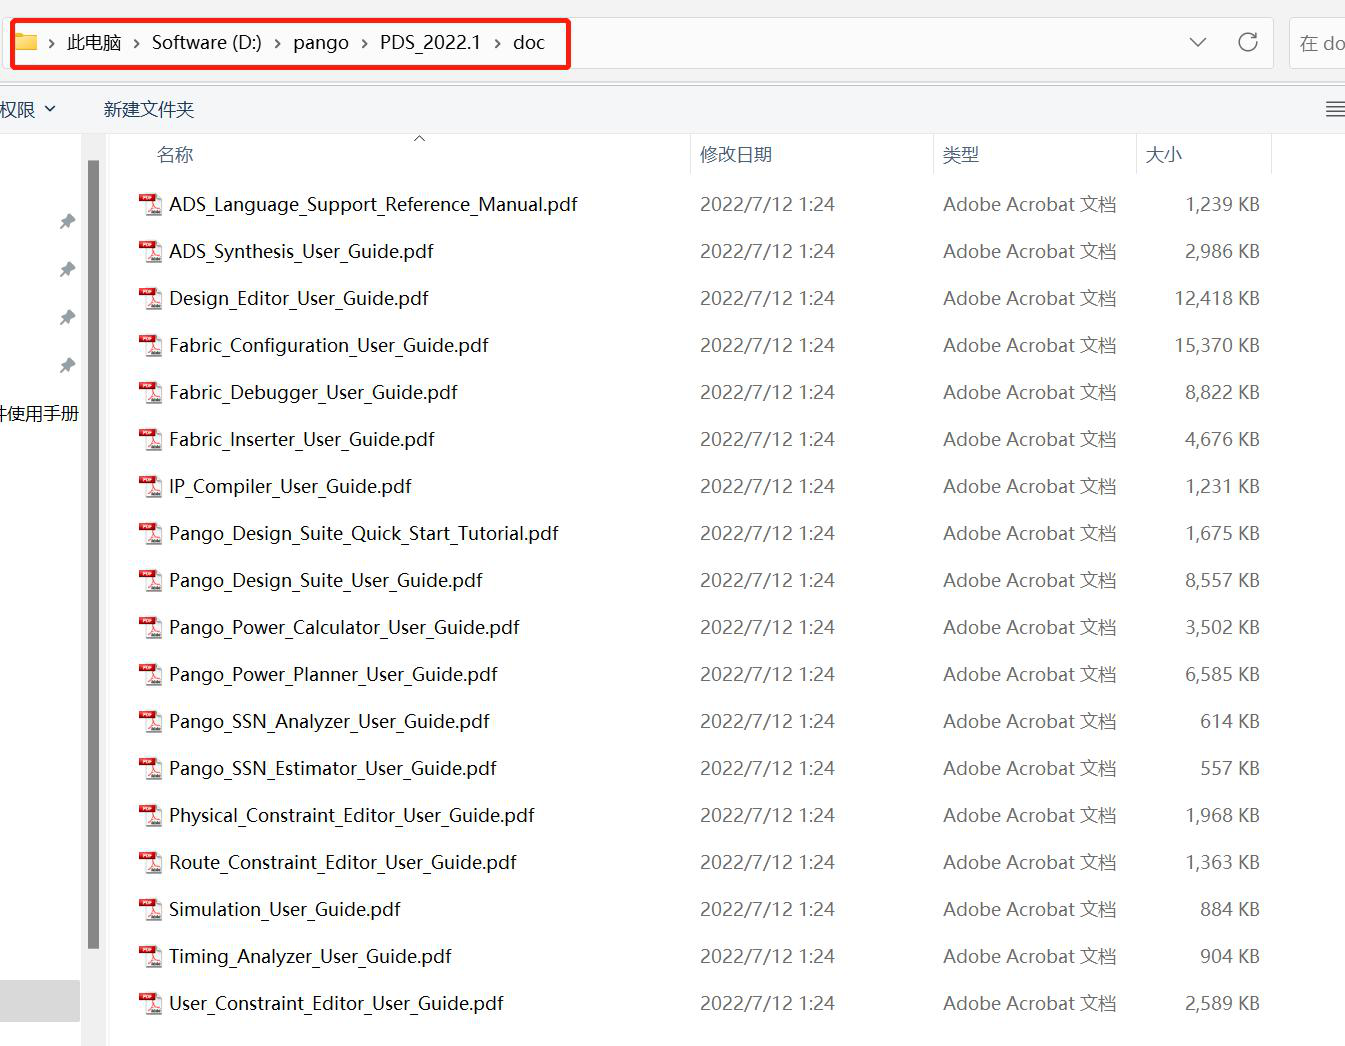 此电脑 > Software (D:) > pango > PDS_2022.1 > doc
在 do
权限 新建文件夹
名称 修改日期 类型 大小
ADS_Language_Support_Reference_Manual.pdf 2022/7/12 1:24 Adobe Acrobat 文档 1,239 KB
ADS_Synthesis_User_Guide.pdf 2022/7/12 1:24 Adobe Acrobat 文档 2,986 KB
Design_Editor_User_Guide.pdf 2022/7/12 1:24 Adobe Acrobat 文档 12,418 KB
Fabric_Configuration_User_Guide.pdf 2022/7/12 1:24 Adobe Acrobat 文档 15,370 KB
Fabric_Debugger_User_Guide.pdf 2022/7/12 1:24 Adobe Acrobat 文档 8,822 KB
件使用手册
Fabric_Inserter_User_Guide.pdf 2022/7/12 1:24 Adobe Acrobat 文档 4,676 KB
IP_Compiler_User_Guide.pdf 2022/7/12 1:24 Adobe Acrobat 文档 1,231 KB
Pango_Design_Suite_Quick_Start_Tutorial.pdf 2022/7/12 1:24 Adobe Acrobat 文档 1,675 KB
Pango_Design_Suite_User_Guide.pdf 2022/7/12 1:24 Adobe Acrobat 文档 8,557 KB
Pango_Power_Calculator_User_Guide.pdf 2022/7/12 1:24 Adobe Acrobat 文档 3,502 KB
Pango_Power_Planner_User_Guide.pdf 2022/7/12 1:24 Adobe Acrobat 文档 6,585 KB
Pango_SSN_Analyzer_User_Guide.pdf 2022/7/12 1:24 Adobe Acrobat 文档 614 KB
Pango_SSN_Estimator_User_Guide.pdf 2022/7/12 1:24 Adobe Acrobat 文档 557 KB
Physical_Constraint_Editor_User_Guide.pdf 2022/7/12 1:24 Adobe Acrobat 文档 1,968 KB
Route_Constraint_Editor_User_Guide.pdf 2022/7/12 1:24 Adobe Acrobat 文档 1,363 KB
Simulation_User_Guide.pdf 2022/7/12 1:24 Adobe Acrobat 文档 884 KB
Timing_Analyzer_User_Guide.pdf 2022/7/12 1:24 Adobe Acrobat 文档 904 KB
User_Constraint_Editor_User_Guide.pdf 2022/7/12 1:24 Adobe Acrobat 文档 2,589 KB